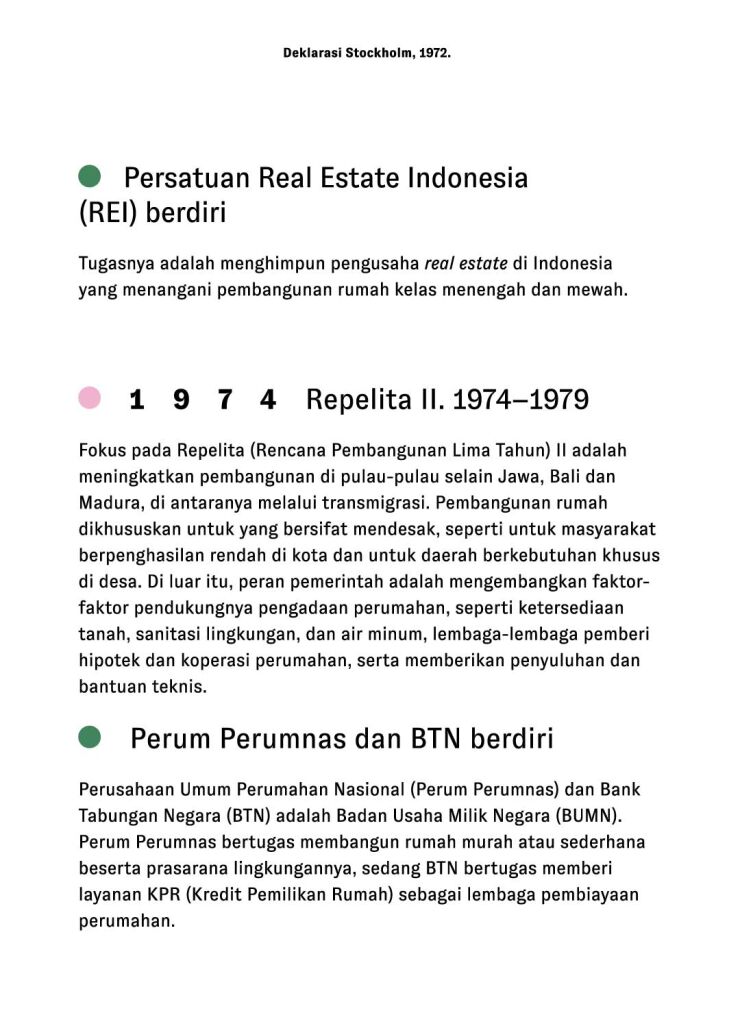 Deklarasi Stockholm, 1972.
Persatuan Real Estate Indonesia
(REI) berdiri
Tugasnya adalah menghimpun pengusaha real estate di Indonesia
yang menangani pembangunan rumah kelas menengah dan mewah.
1974 Repelita II. 1974–1979
Fokus pada Repelita (Rencana Pembangunan Lima Tahun) II adalah
meningkatkan pembangunan di pulau-pulau selain Jawa, Bali dan
Madura, di antaranya melalui transmigrasi. Pembangunan rumah
dikhususkan untuk yang bersifat mendesak, seperti untuk masyarakat
berpenghasilan rendah di kota dan untuk daerah berkebutuhan khusus
di desa. Di luar itu, peran pemerintah adalah mengembangkan faktor-
faktor pendukungnya pengadaan perumahan, seperti ketersediaan
tanah, sanitasi lingkungan, dan air minum, lembaga-lembaga pemberi
hipotek dan koperasi perumahan, serta memberikan penyuluhan dan
bantuan teknis.
Perum Perumnas dan BTN berdiri
Perusahaan Umum Perumahan Nasional (Perum Perumnas) dan Bank
Tabungan Negara (BTN) adalah Badan Usaha Milik Negara (BUMN).
Perum Perumnas bertugas membangun rumah murah atau sederhana
beserta prasarana lingkungannya, sedang BTN bertugas memberi
layanan KPR (Kredit Pemilikan Rumah) sebagai lembaga pembiayaan
perumahan.